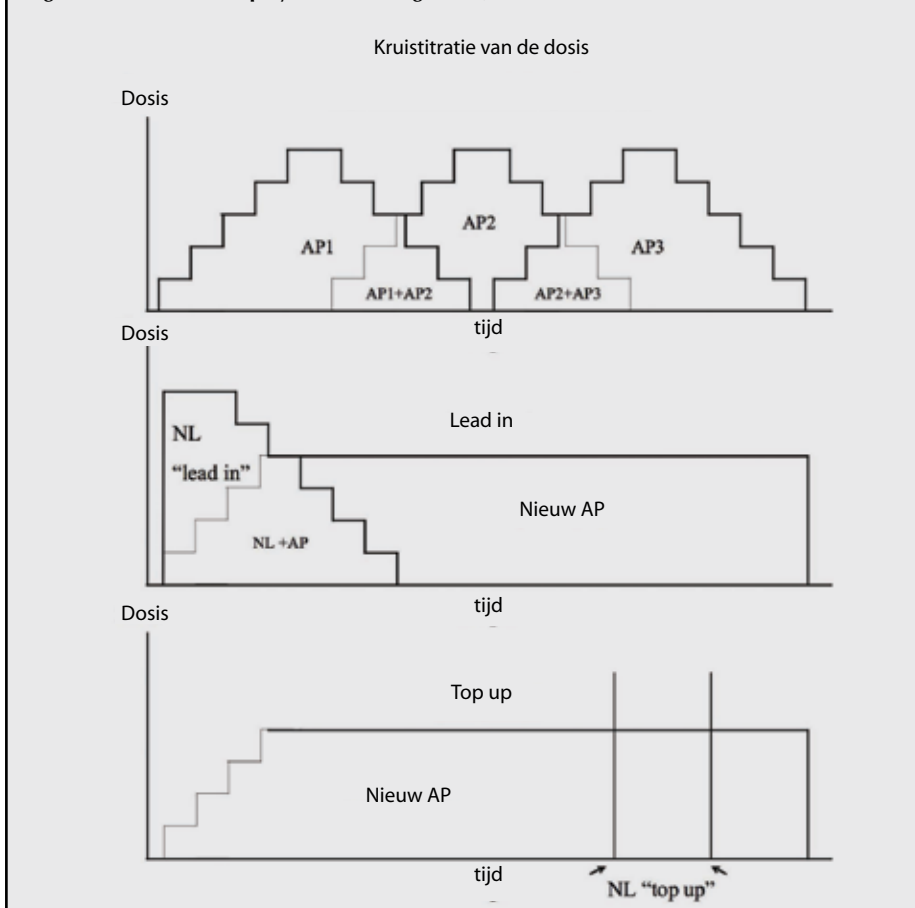 Kruistitratie van de dosis
Dosis
AP1
AP2
AP3
AP1+AP2
AP2+AP3
tijd
Dosis
Lead in
NL
“lead in”
Nieuw AP
NL +AP
tijd
Dosis
Top up
Nieuw AP
tijd
NL “top up”